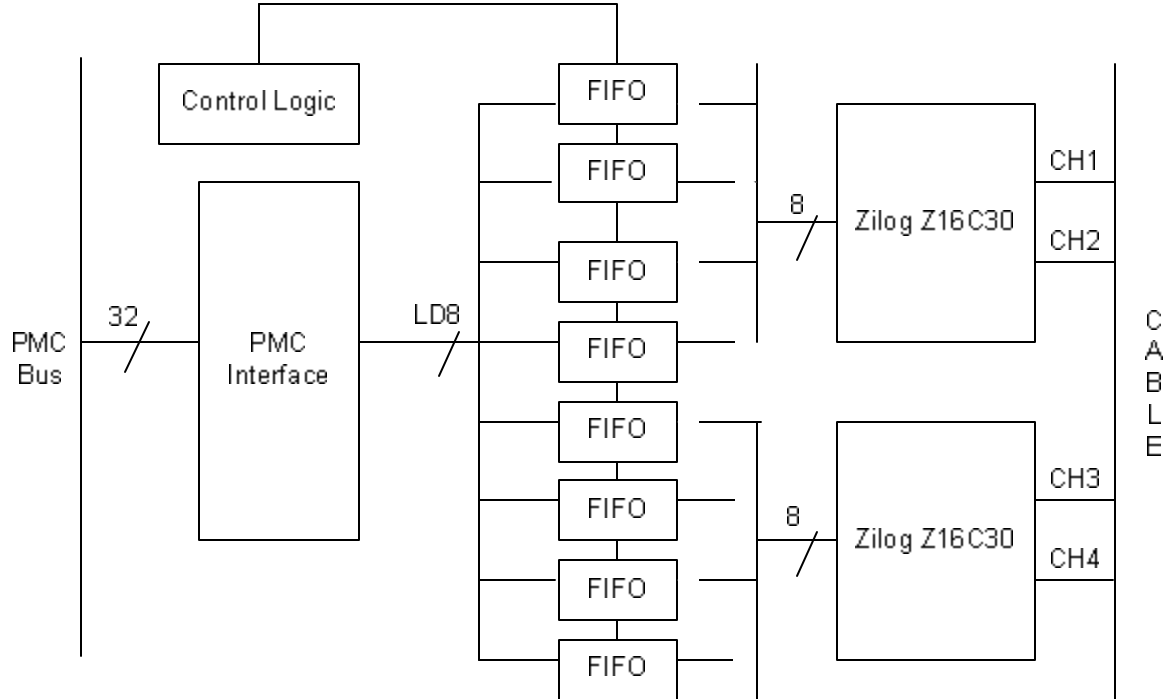 Control Logic
FIFO
FIFO
FIFO
FIFO
FIFO
FIFO
FIFO
FIFO
PMC
Bus
32
PMC
Interface
LD8
8
Zilog Z16C30
CH1
CH2
8
Zilog Z16C30
CH3
CH4
C
A
B
L
E